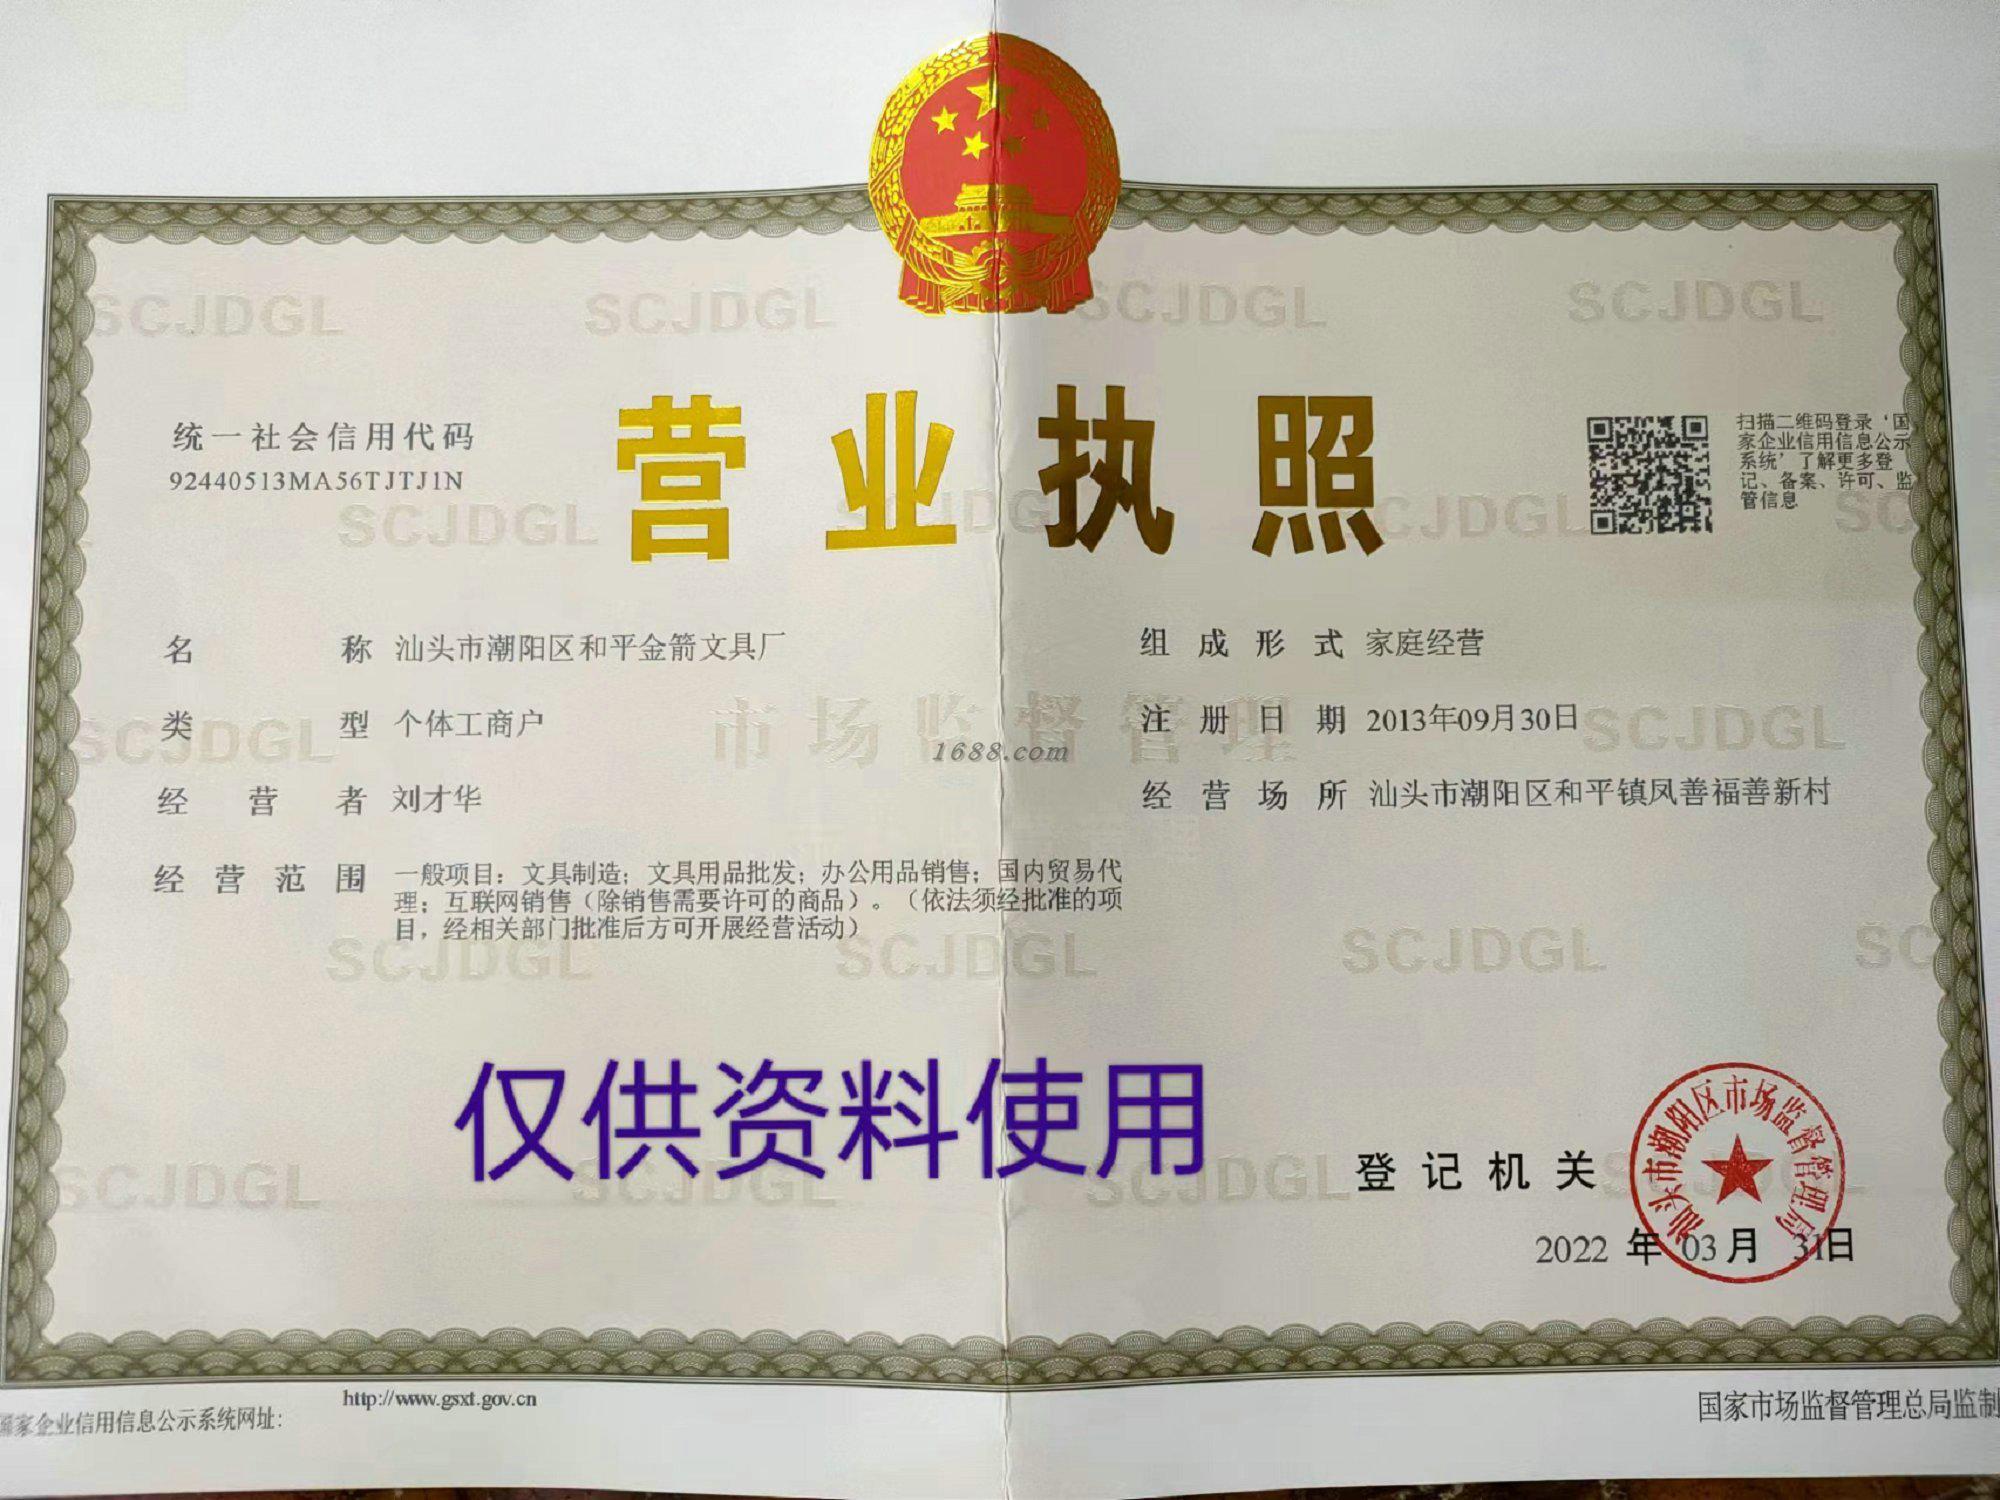 营业执照
统一社会信用代码
92440513MA56TJTJ1N
扫描二维码登录‘国
家企业信用信息公示
系统’了解更多登
记、备案、许可、监
管信息
名称 汕头市潮阳区和平金箭文具厂
类型 个体工商户
经营者 刘才华
经营范围 一般项目：文具制造；文具用品批发；办公用品销售；国内贸易代
理；互联网销售（除销售需要许可的商品）。（依法须经批准的项
目，经相关部门批准后方可开展经营活动）
组成形式 家庭经营
注册日期 2013年09月30日
经营场所 汕头市潮阳区和平镇凤善福善新村
市场监督管理
1688.com
SCJDGL
仅供资料使用
登记机关
汕头市潮阳区市场监督管理局
2022 年 03 月 31日
国家企业信用信息公示系统网址：
http://www.gsxt.gov.cn
国家市场监督管理总局监制